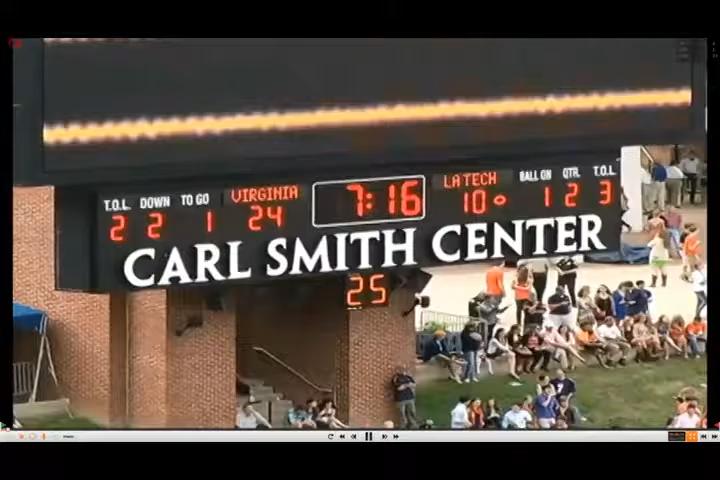 T.O.L. DOWN TO GO VIRGINIA 7:16 LA TECH BALL ON QTR. T.O.L.
2 2 1 24 10 1 2 3
CARL SMITH CENTER
25